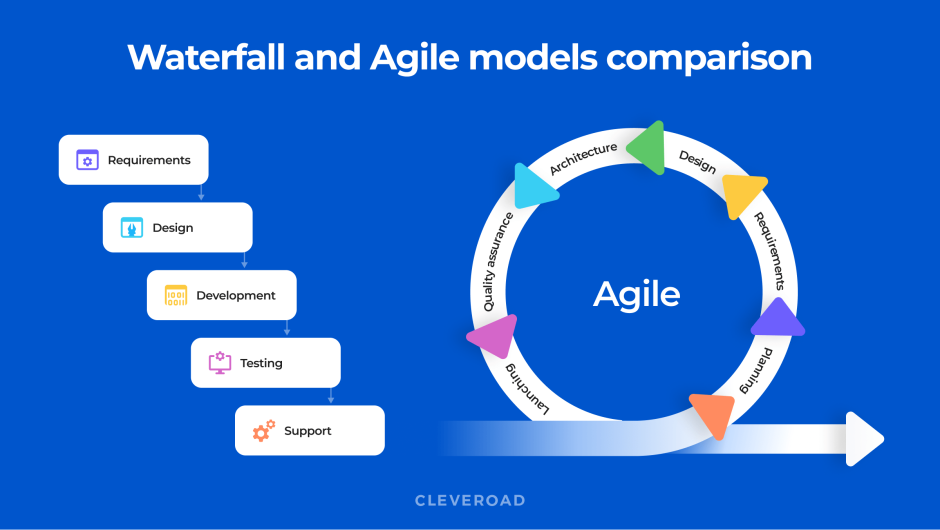 Waterfall and Agile models comparison
Requirements
Design
Development
Testing
Support
Agile
Planning
Requirements
Design
Architecture
Quality assurance
Launching
CLEVEROAD